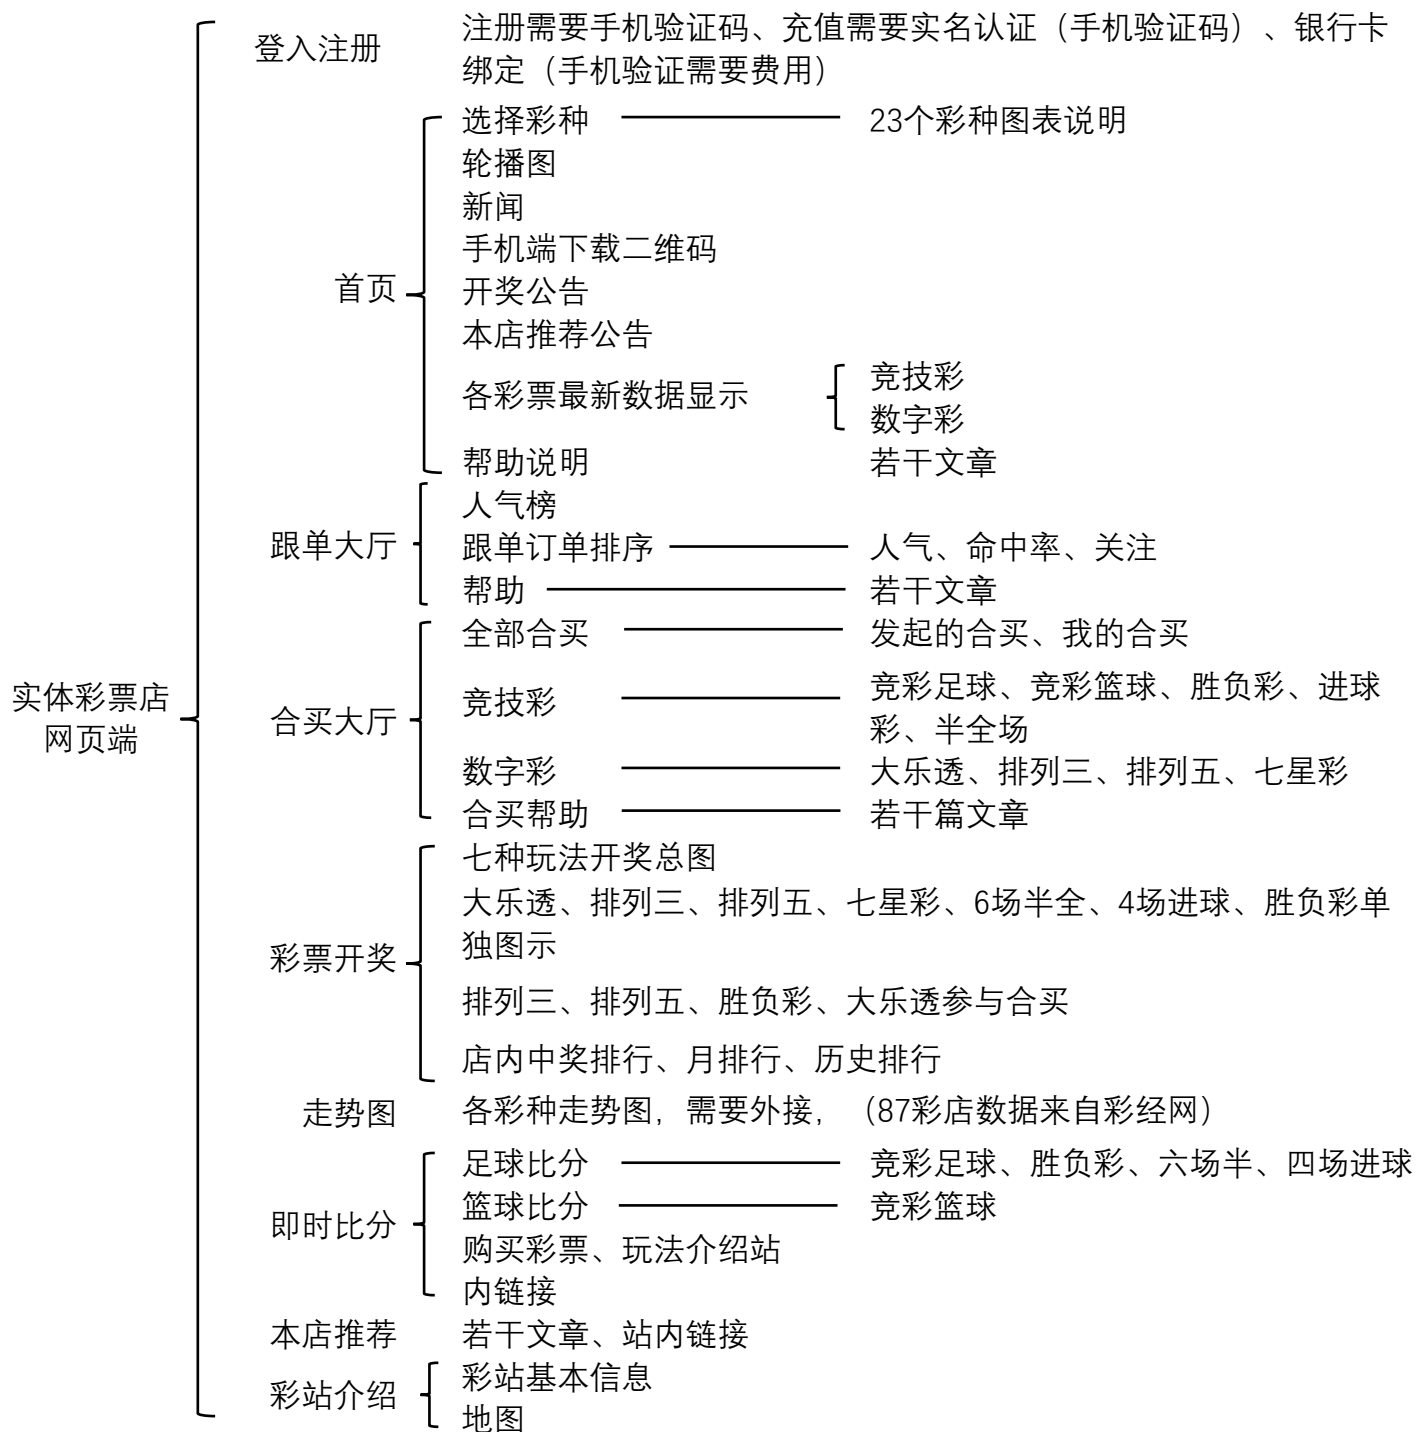 登入注册
注册需要手机验证码、充值需要实名认证（手机验证码）、银行卡
绑定（手机验证需要费用）
首页
选择彩种
23个彩种图表说明
轮播图
新闻
手机端下载二维码
开奖公告
本店推荐公告
各彩票最新数据显示
竞技彩
数字彩
帮助说明
若干文章
跟单大厅
人气榜
跟单订单排序
人气、命中率、关注
帮助
若干文章
实体彩票店
网页端
合买大厅
全部合买
发起的合买、我的合买
竞技彩
竞彩足球、竞彩篮球、胜负彩、进球
彩、半全场
数字彩
大乐透、排列三、排列五、七星彩
合买帮助
若干篇文章
彩票开奖
七种玩法开奖总图
大乐透、排列三、排列五、七星彩、6场半全、4场进球、胜负彩单
独图示
排列三、排列五、胜负彩、大乐透参与合买
店内中奖排行、月排行、历史排行
走势图
各彩种走势图，需要外接，（87彩店数据来自彩经网）
即时比分
足球比分
竞彩足球、胜负彩、六场半、四场进球
篮球比分
竞彩篮球
购买彩票、玩法介绍站
内链接
本店推荐
若干文章、站内链接
彩站介绍
彩站基本信息
地图